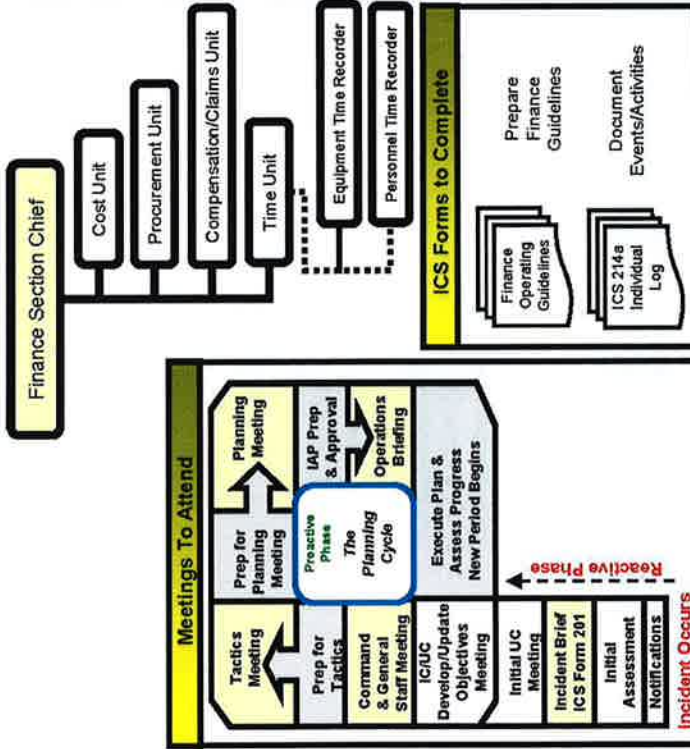 Finance Section Chief
Cost Unit
Procurement Unit
Compensation/Claims Unit
Time Unit
Equipment Time Recorder
Personnel Time Recorder
Meetings To Attend
Tactics
Meeting
Prep for
Planning
Meeting
Planning
Meeting
Prep for
Tactics
Proactive
Phase
The
Planning
Cycle
IAP Prep
& Approval
Command
& General
Staff Meeting
Operations
Briefing
IC/UC
Develop/Update
Objectives
Meeting
Execute Plan &
Assess Progress
New Period Begins
Initial UC
Meeting
Incident Brief
ICS Form 201
Initial
Assessment
Notifications
Reactive Phase
Incident Occurs
ICS Forms to Complete
Finance
Operating
Guidelines
Prepare
Finance
Guidelines
ICS 214a
Individual
Log
Document
Events/Activities